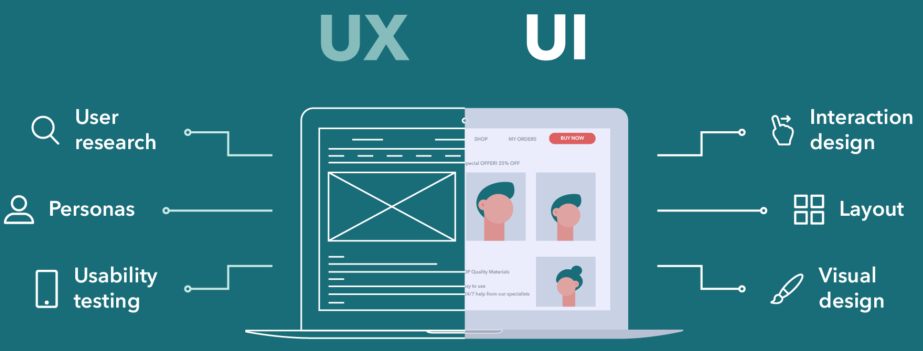 UX UI
User
research
Personas
Usability
testing
SHOP MY ORDERS BUY NOW
pecial OFFER! 25% OFF
Quality Materials
to use
24/7 help from our specialists
Interaction
design
Layout
Visual
design